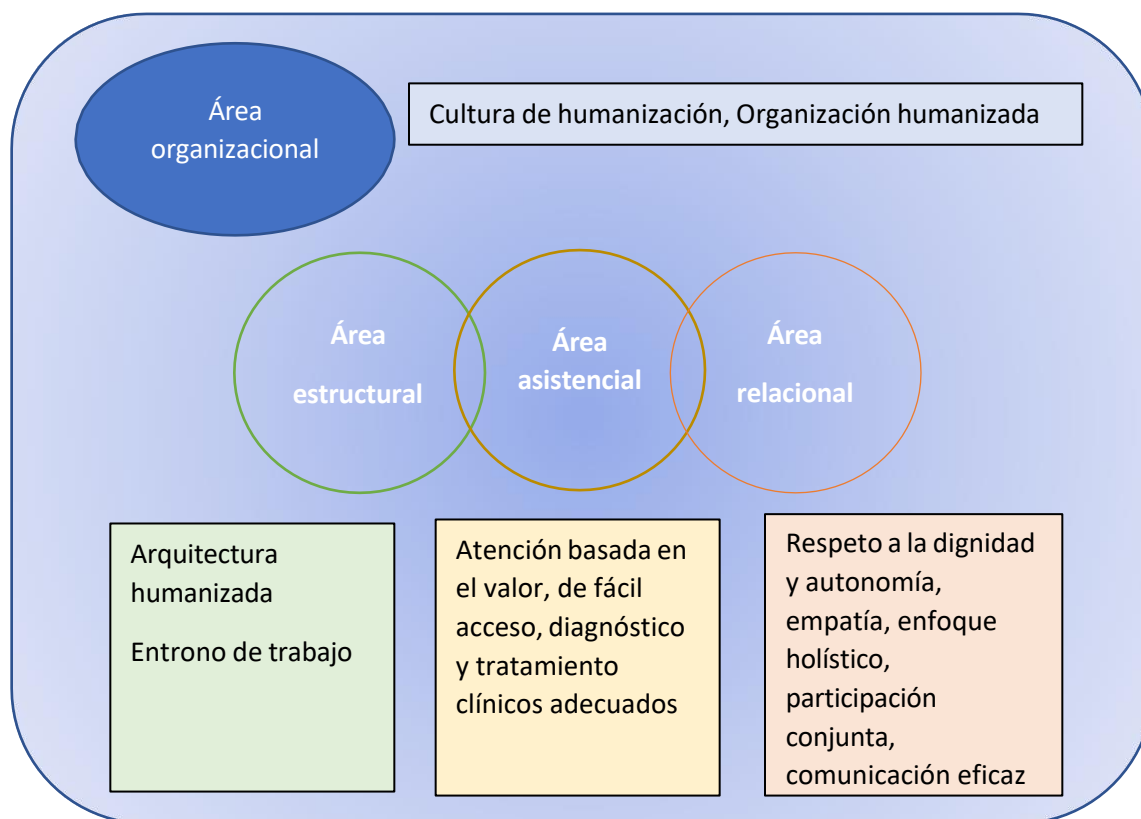 Área
organizacional
Cultura de humanización, Organización humanizada
Área
estructural
Área
asistencial
Área
relacional
Arquitectura
humanizada
Entrono de trabajo
Atención basada en
el valor, de fácil
acceso, diagnóstico
y tratamiento
clínicos adecuados
Respeto a la dignidad
y autonomía,
empatía, enfoque
holístico,
participación
conjunta,
comunicación eficaz